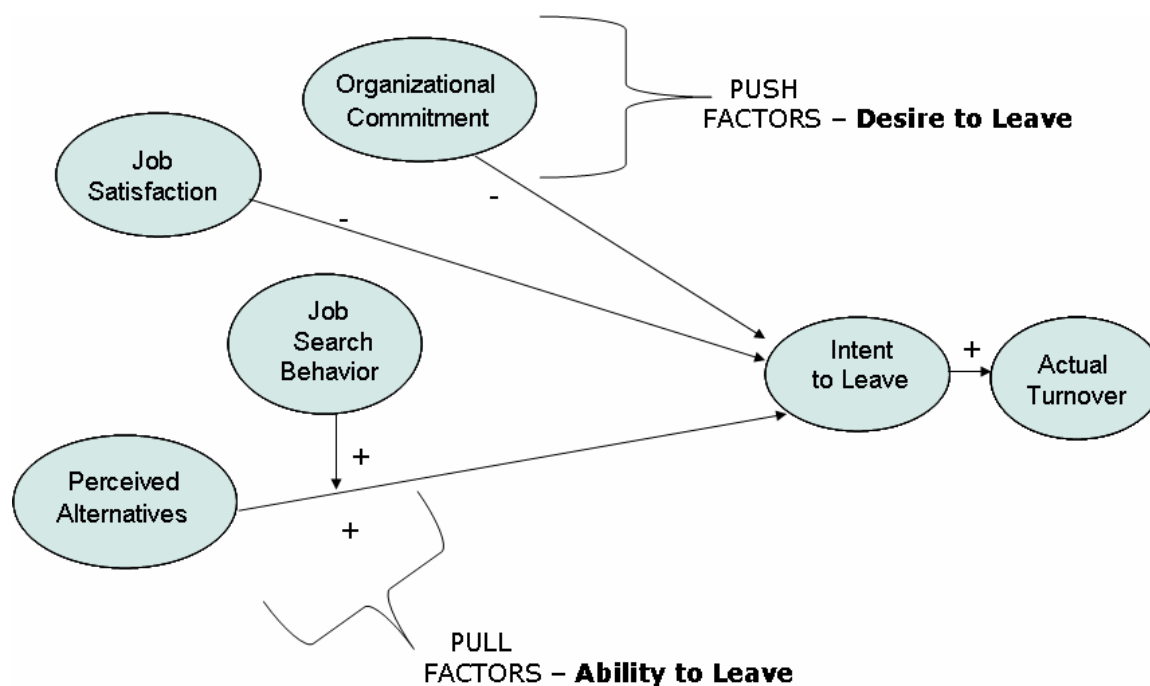 Organizational
Commitment
PUSH
FACTORS – Desire to Leave
Job
Satisfaction
-
-
Job
Search
Behavior
Intent
to Leave
+
Actual
Turnover
+
Perceived
Alternatives
+
PULL
FACTORS – Ability to Leave